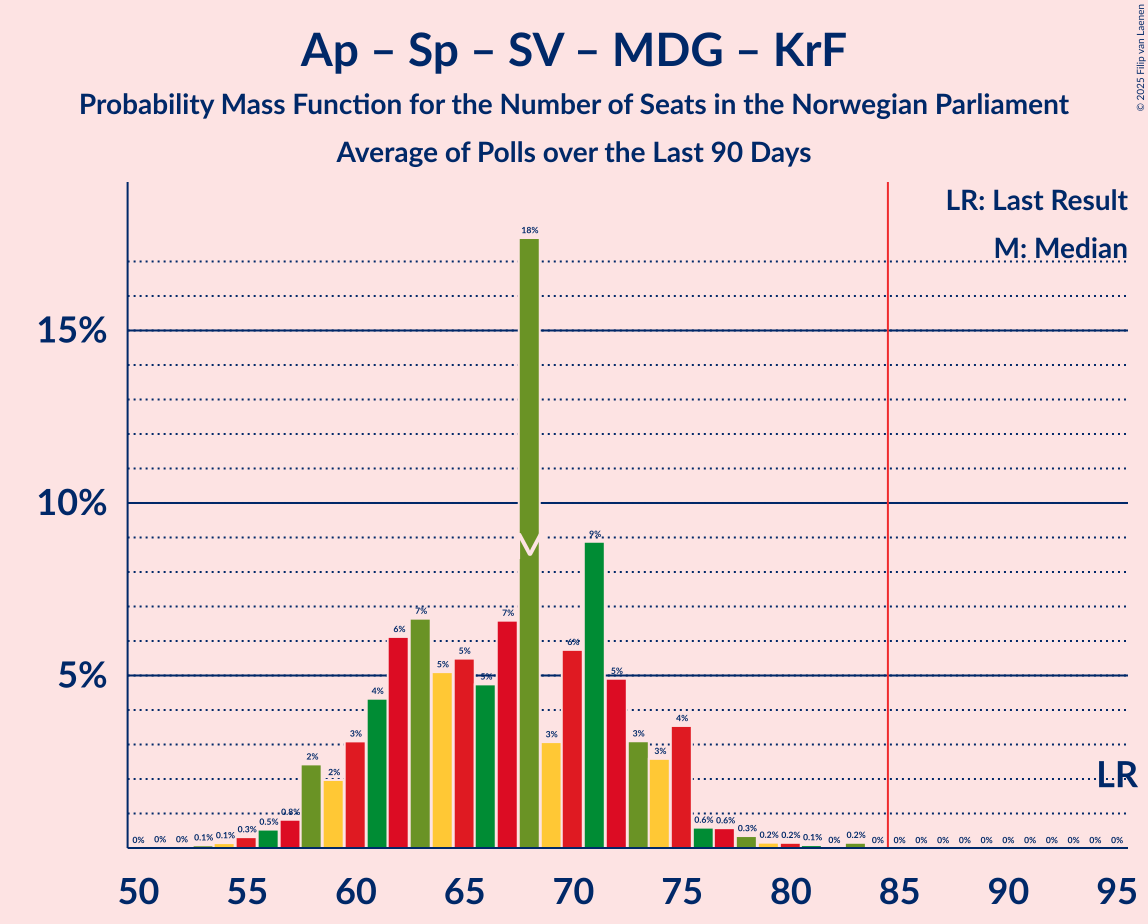 Ap – Sp – SV – MDG – KrF
Probability Mass Function for the Number of Seats in the Norwegian Parliament
Average of Polls over the Last 90 Days
© 2025 Filip van Laenen
LR: Last Result
M: Median
15%
10%
5%
0% 0% 0% 0.1% 0.1% 0.3% 0.5% 0.8% 2% 2% 3% 4% 6% 7% 5% 5% 5% 7% 18% 3% 6% 9% 5% 3% 3% 4% 0.6% 0.6% 0.3% 0.2% 0.2% 0.1% 0% 0.2% 0% 0% 0% 0% 0% 0% 0% 0% 0% 0% 0% 0%
M
LR
50 55 60 65 70 75 80 85 90 95